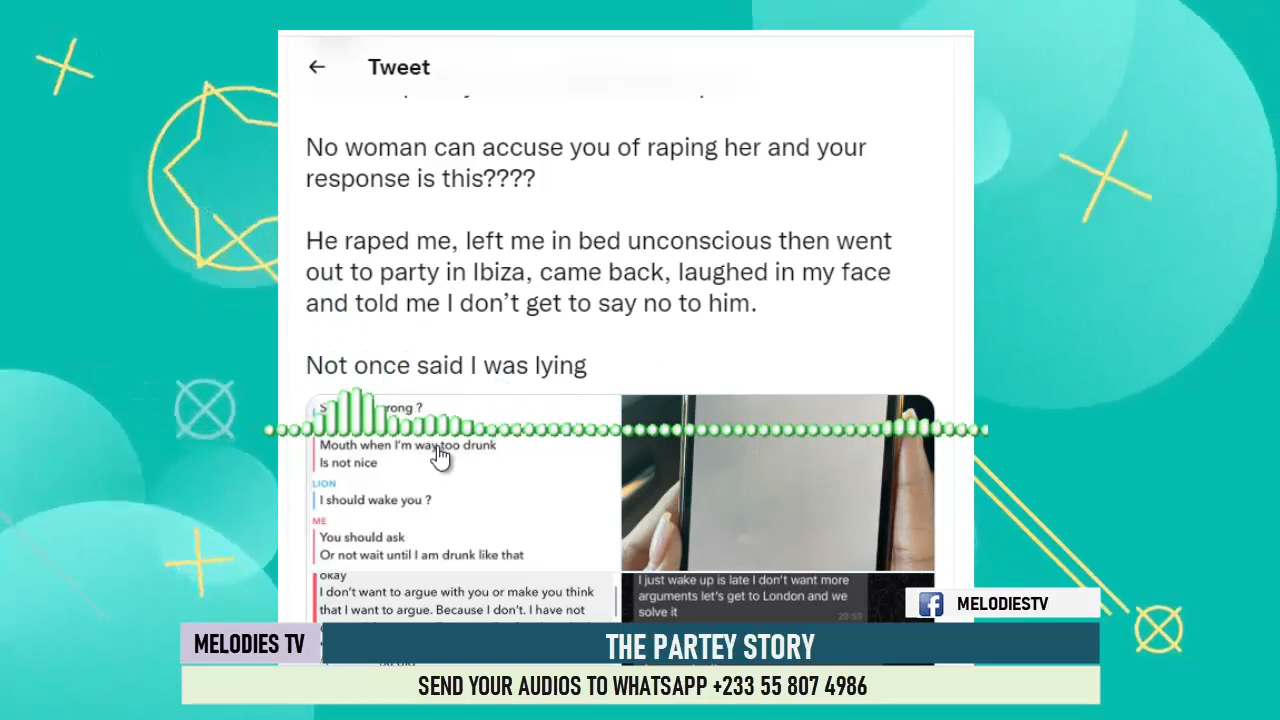 Tweet
No woman can accuse you of raping her and your
response is this????
He raped me, left me in bed unconscious then went
out to party in Ibiza, came back, laughed in my face
and told me I don't get to say no to him.
Not once said I was lying
Mouth when I'm way too drunk
Is not nice
LION
I should wake you ?
ME
You should ask
Or not wait until I am drunk like that
okay
I don't want to argue with you or make you think
that I want to argue. Because I don't. I have not
I just wake up is late I don't want more
arguments let's get to London and we
solve it
20:53
MELODIESTV
MELODIES TV
THE PARTEY STORY
SEND YOUR AUDIOS TO WHATSAPP +233 55 807 4986